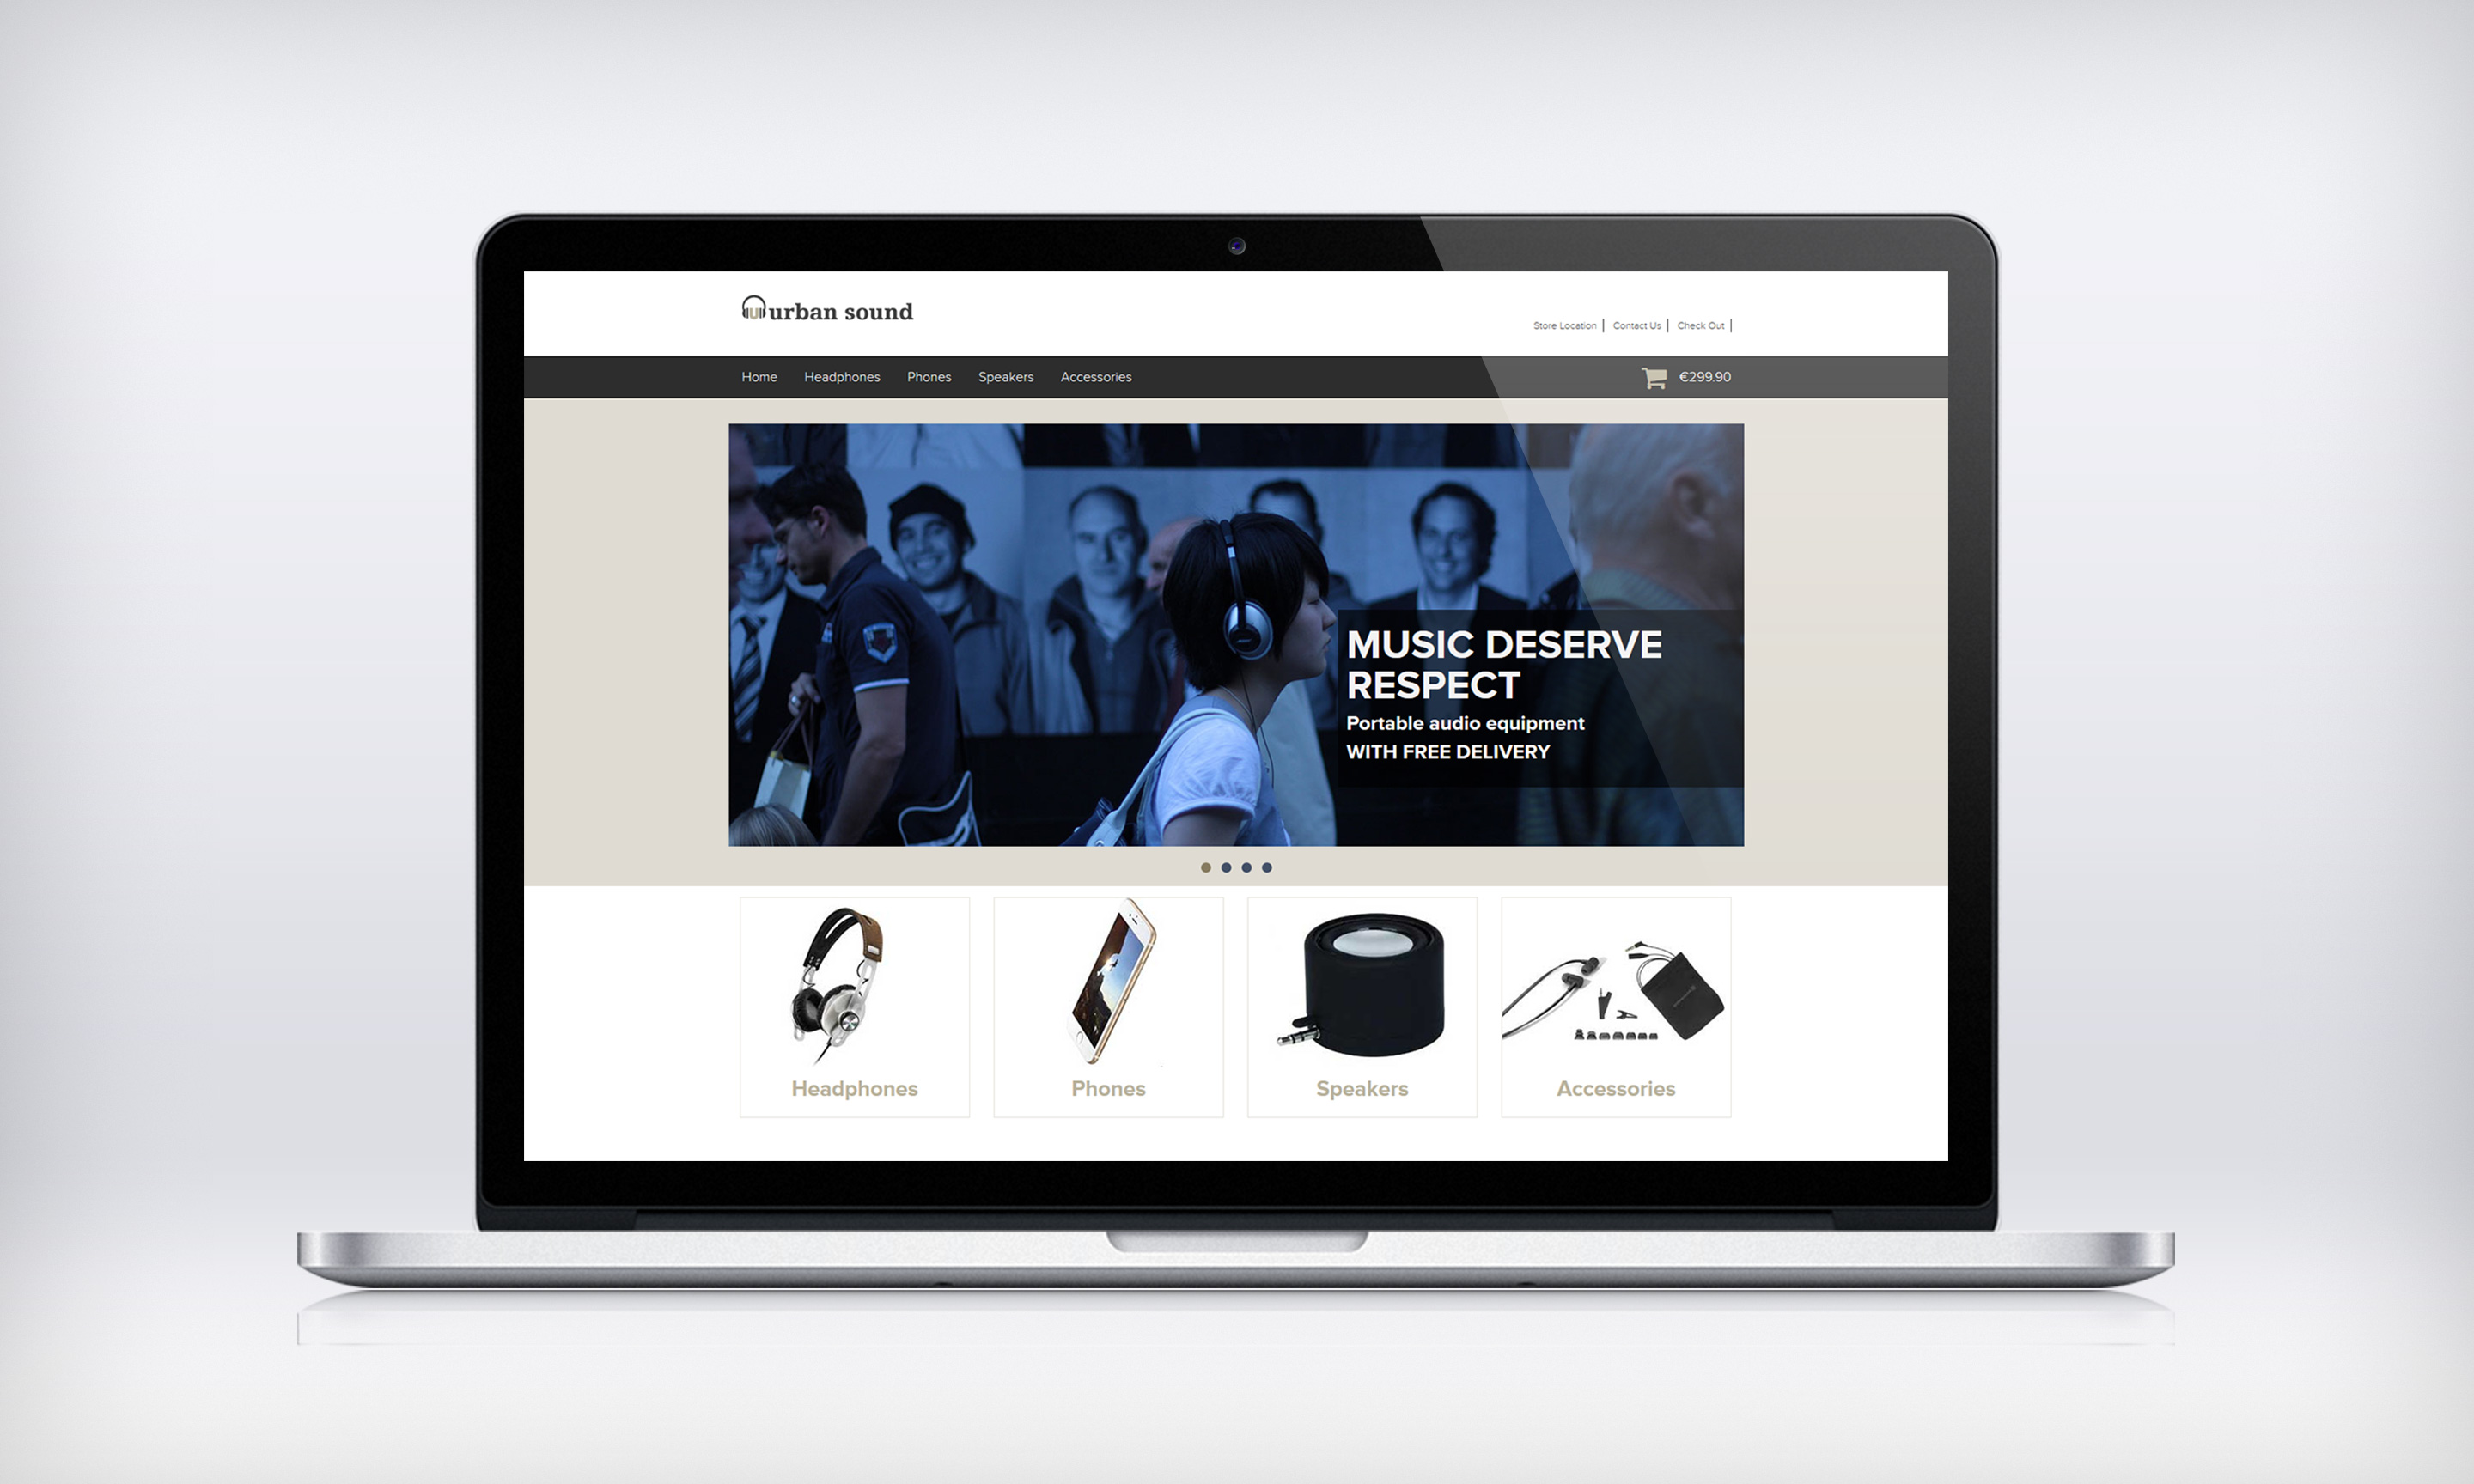 urban sound
Store Location | Contact Us | Check Out |
Home Headphones Phones Speakers Accessories €299.90
MUSIC DESERVE
RESPECT
Portable audio equipment
WITH FREE DELIVERY
Headphones Phones Speakers Accessories